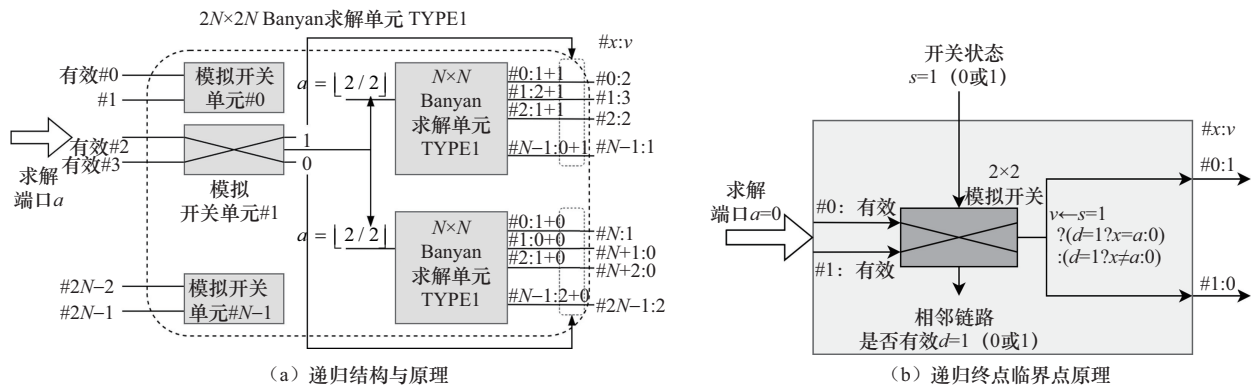 2N×2N Banyan求解单元 TYPE1
#x:v
有效#0
#1
模拟开关
单元#0
a = ⌊2/2⌋
N×N
Banyan
求解单元
TYPE1
#0:1+1
#1:2+1
#2:1+1
#N−1:0+1
#0:2
#1:3
#2:2
#N−1:1
有效#2
有效#3
求解
端口a
1
0
模拟
开关单元#1
a = ⌊2/2⌋
N×N
Banyan
求解单元
TYPE1
#0:1+0
#1:0+0
#2:1+0
#N−1:2+0
#N:1
#N+1:0
#N+2:0
#2N−1:2
#2N−2
#2N−1
模拟开关
单元#N−1
(a) 递归结构与原理
开关状态
s=1 (0或1)
#x:v
求解
端口a=0
#0: 有效
#1: 有效
2×2
模拟开关
v←s=1
?(d=1?x=a:0)
:(d=1?x≠a:0)
#0:1
#1:0
相邻链路
是否有效d=1 (0或1)
(b) 递归终点临界点原理